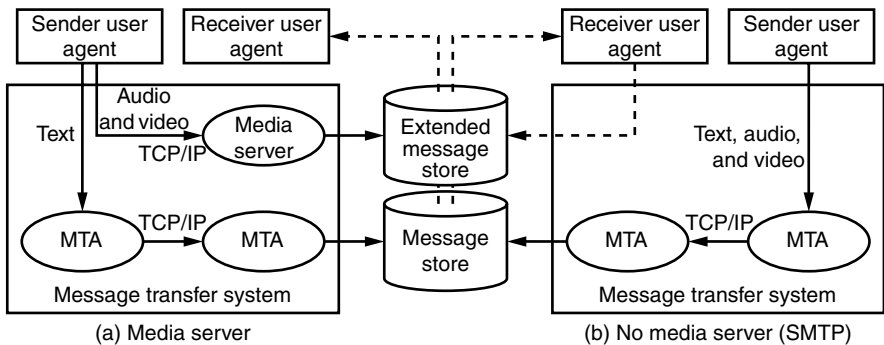 Sender user
agent
Receiver user
agent
Receiver user
agent
Sender user
agent
Audio
and video
Text
TCP/IP
Media
server
Extended
message
store
Text, audio,
and video
MTA
TCP/IP
MTA
Message
store
MTA
TCP/IP
MTA
Message transfer system
Message transfer system
(a) Media server
(b) No media server (SMTP)